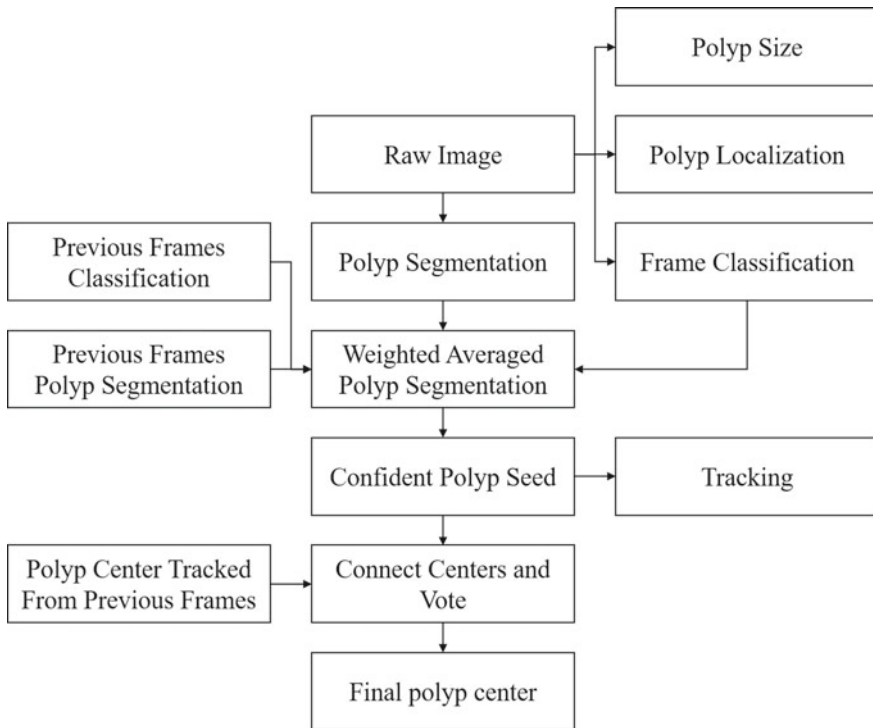 Polyp Size
Raw Image
Polyp Localization
Previous Frames
Classification
Polyp Segmentation
Frame Classification
Previous Frames
Polyp Segmentation
Weighted Averaged
Polyp Segmentation
Confident Polyp Seed
Tracking
Polyp Center Tracked
From Previous Frames
Connect Centers and
Vote
Final polyp center